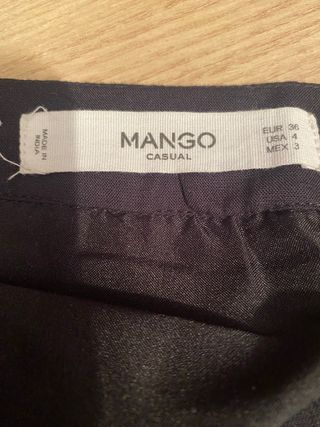 MADE IN
INDIA
MANGO
CASUAL
EUR 36
USA 4
MEX 3